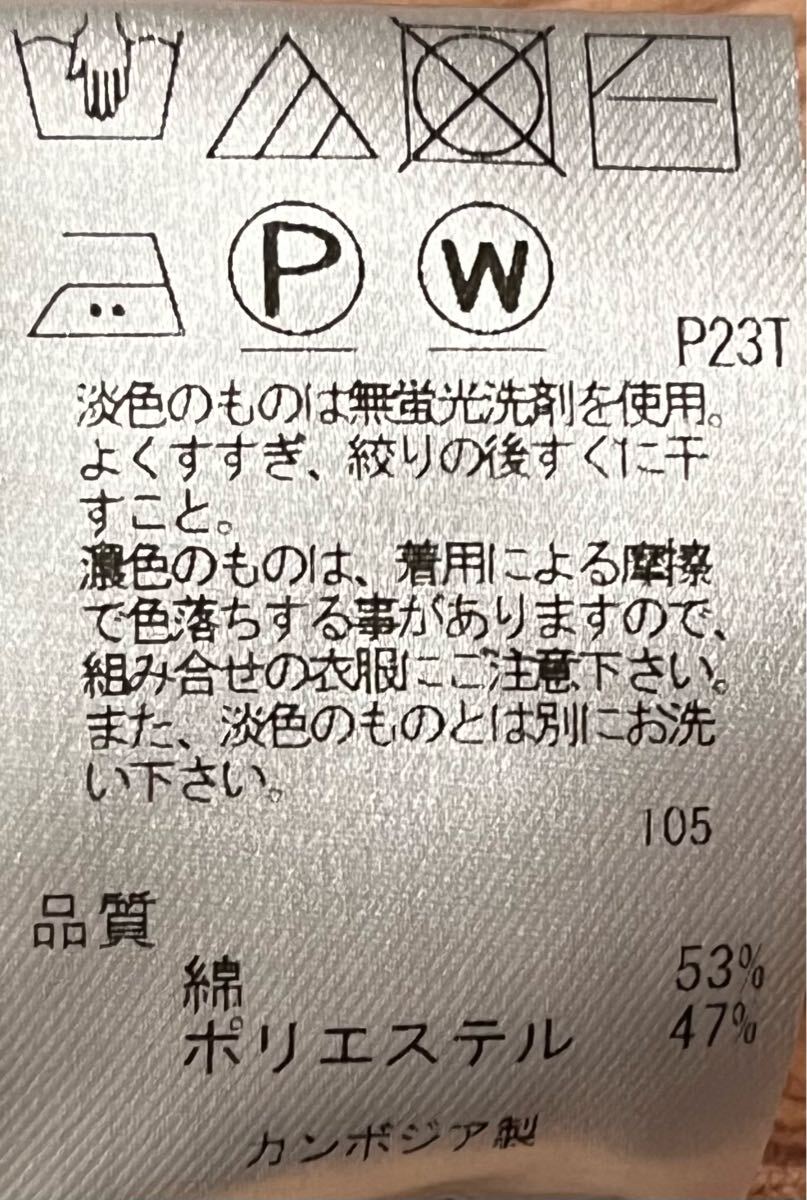 P W
P23T
淡色のものは無蛍光洗剤を使用。
よくすすぎ、絞りの後すぐに干
すこと。
濃色のものは、着用による摩擦
で色落ちする事がありますので、
組み合せの衣服にご注意下さい。
また、淡色のものとは別にお洗
い下さい。
105
品質
綿 53%
ポリエステル 47%
カンボジア製